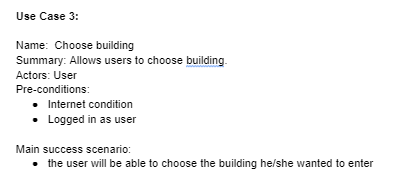 Use Case 3:
Name:  Choose building
Summary: Allows users to choose building.
Actors: User
Pre-conditions:
• Internet condition
• Logged in as user
Main success scenario:
• the user will be able to choose the building he/she wanted to enter